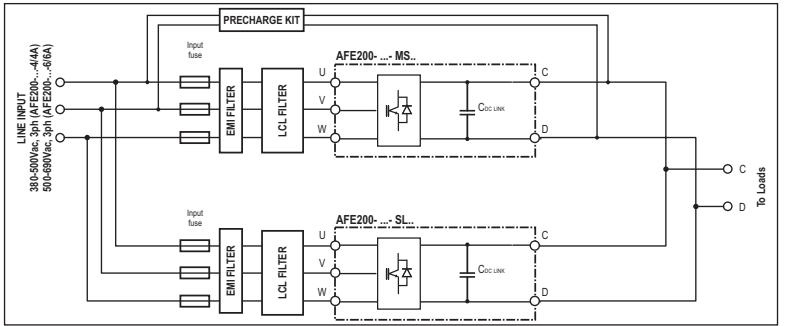 PRECHARGE KIT
Input
fuse
AFE200- ...- MS..
LINE INPUT
380-500Vac, 3ph (AFE200-...-4/4A)
500-690Vac, 3ph (AFE200-...-6/6A)
EMI FILTER
LCL FILTER
U
V
W
CDC LINK
C
D
C
D
To Loads
Input
fuse
AFE200- ...- SL..
EMI FILTER
LCL FILTER
U
V
W
CDC LINK
C
D